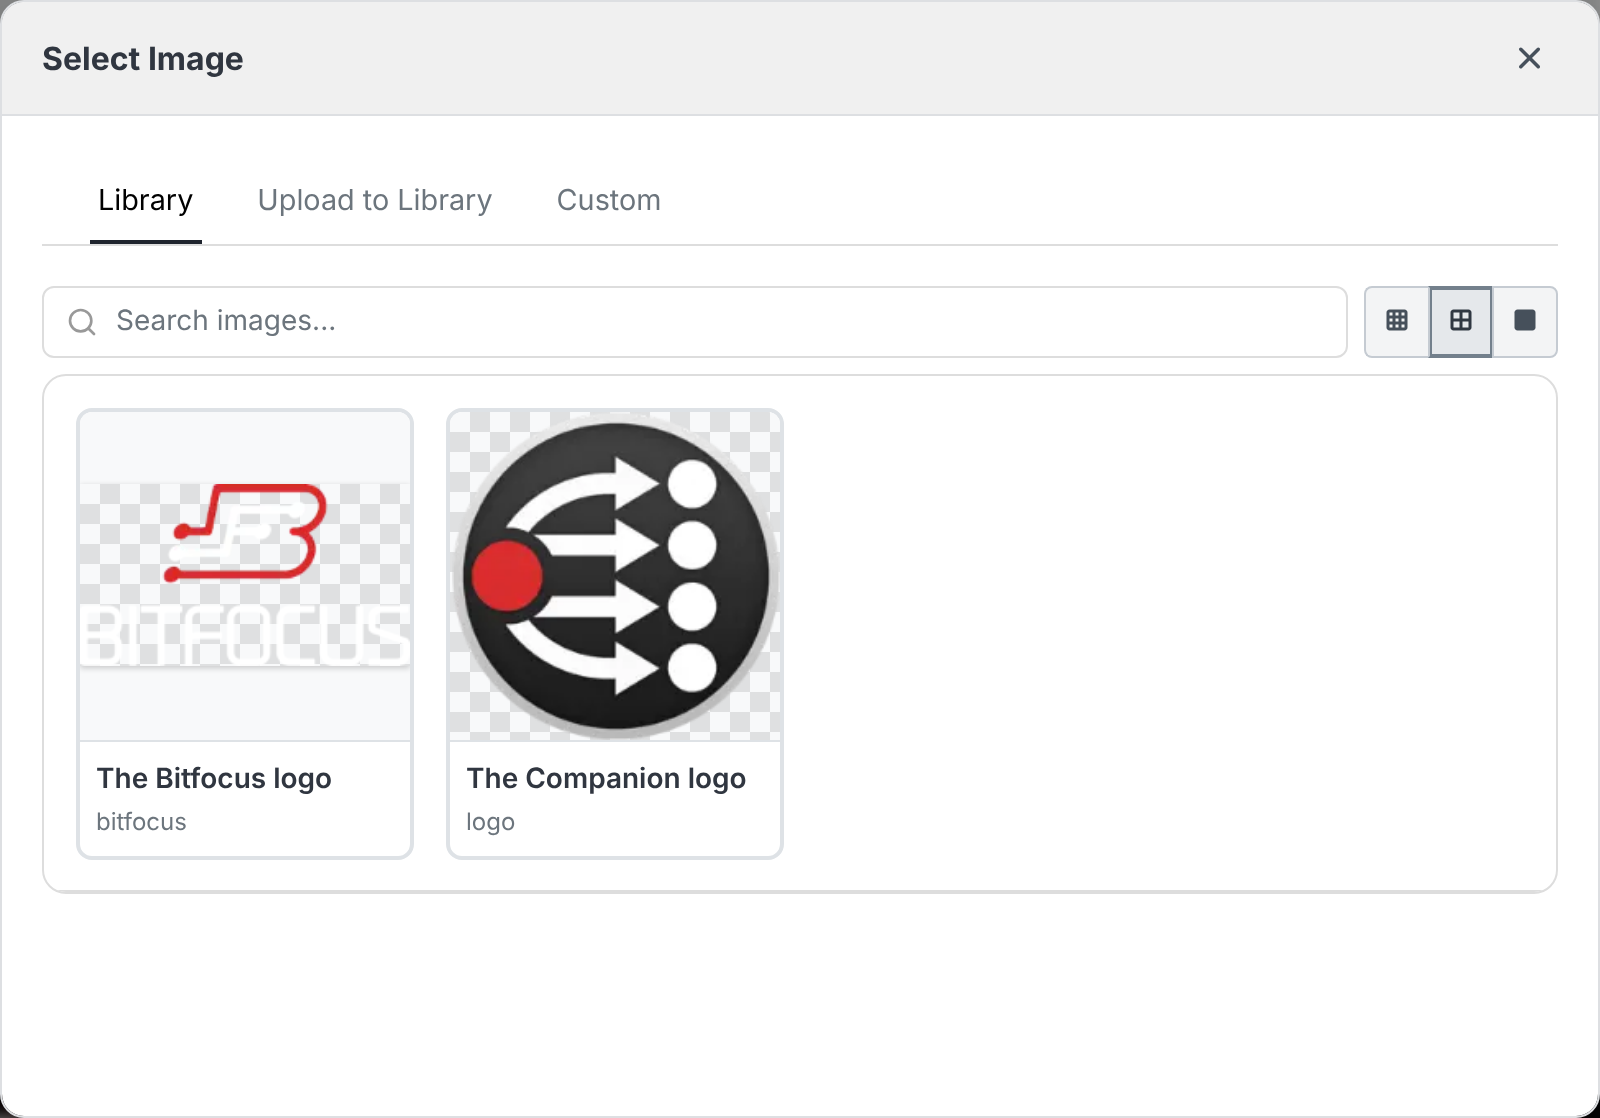 Select Image
Library
Upload to Library
Custom
Search images...
BITFOCUS
The Bitfocus logo
bitfocus
The Companion logo
logo